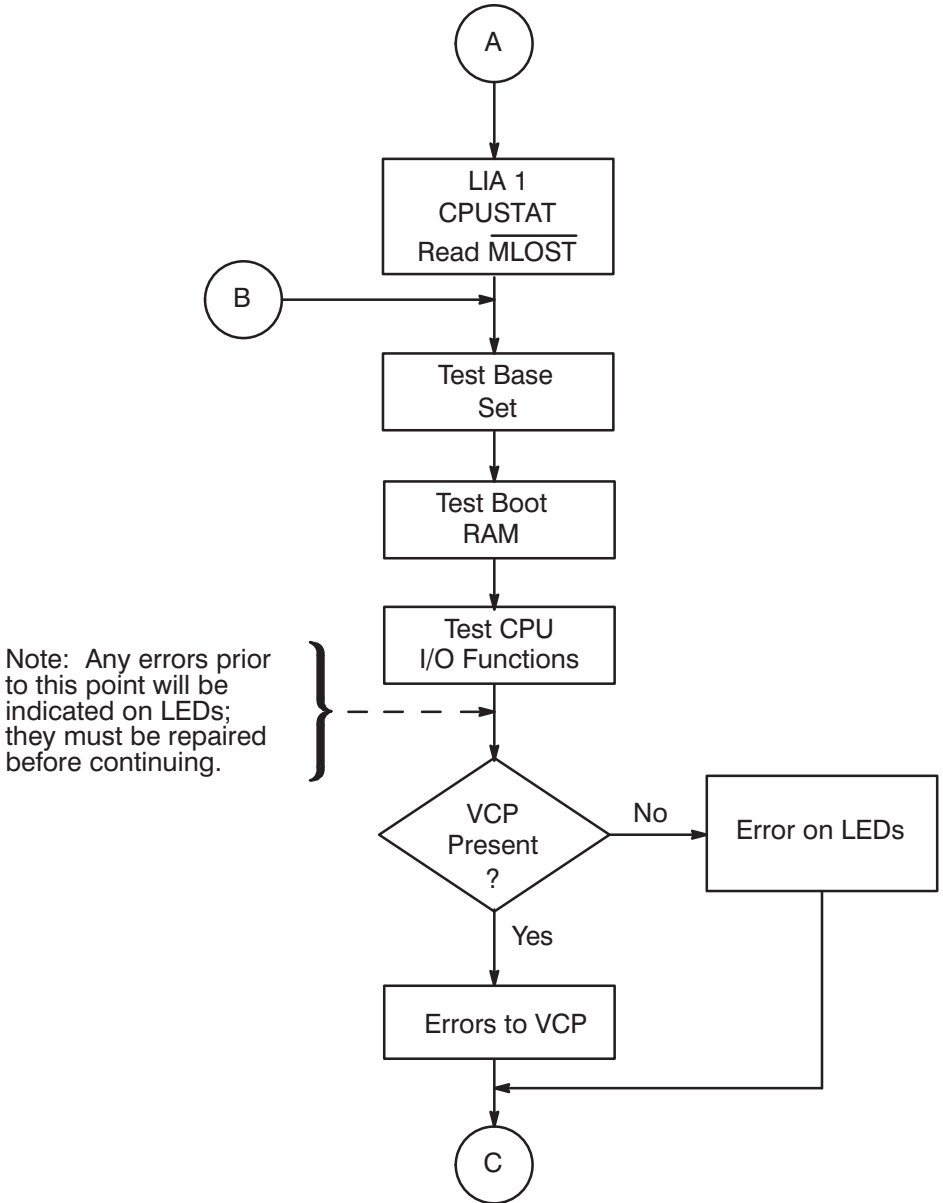 A
LIA 1
CPUSTAT
Read M̅L̅O̅S̅T̅
B
Test Base
Set
Test Boot
RAM
Test CPU
I/O Functions
Note: Any errors prior
to this point will be
indicated on LEDs;
they must be repaired
before continuing.
VCP
Present
?
No
Error on LEDs
Yes
Errors to VCP
C